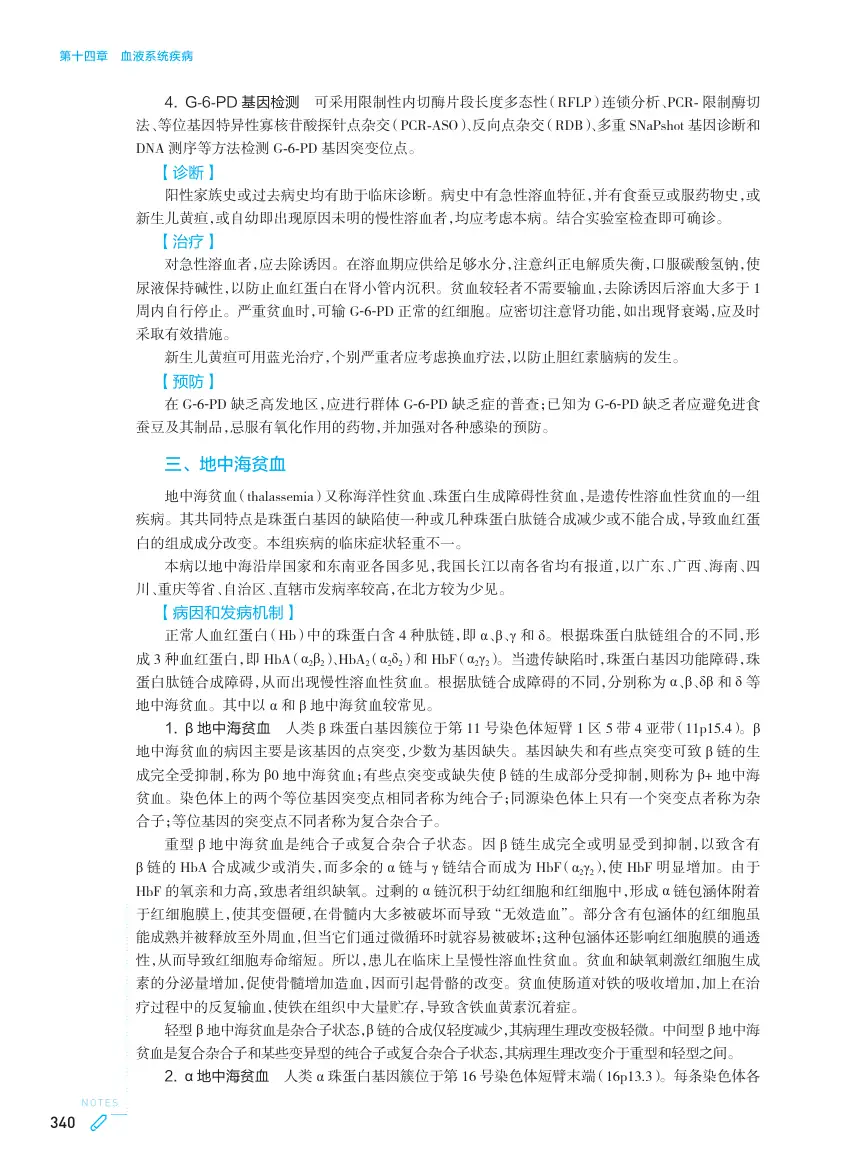 第十四章　血液系统疾病
4. G-6-PD 基因检测　可采用限制性内切酶片段长度多态性（RFLP）连锁分析、PCR- 限制酶切
法、等位基因特异性寡核苷酸探针点杂交（PCR-ASO）、反向点杂交（RDB）、多重 SNaPshot 基因诊断和
DNA 测序等方法检测 G-6-PD 基因突变位点。
【诊断】
阳性家族史或过去病史均有助于临床诊断。病史中有急性溶血特征，并有食蚕豆或服药物史，或
新生儿黄疸，或自幼即出现原因未明的慢性溶血者，均应考虑本病。结合实验室检查即可确诊。
【治疗】
对急性溶血者，应去除诱因。在溶血期应供给足够水分，注意纠正电解质失衡，口服碳酸氢钠，使
尿液保持碱性，以防止血红蛋白在肾小管内沉积。贫血较轻者不需要输血，去除诱因后溶血大多于 1
周内自行停止。严重贫血时，可输 G-6-PD 正常的红细胞。应密切注意肾功能，如出现肾衰竭，应及时
采取有效措施。
新生儿黄疸可用蓝光治疗，个别严重者应考虑换血疗法，以防止胆红素脑病的发生。
【预防】
在 G-6-PD 缺乏高发地区，应进行群体 G-6-PD 缺乏症的普查；已知为 G-6-PD 缺乏者应避免进食
蚕豆及其制品，忌服有氧化作用的药物，并加强对各种感染的预防。
三、地中海贫血
地中海贫血（thalassemia）又称海洋性贫血、珠蛋白生成障碍性贫血，是遗传性溶血性贫血的一组
疾病。其共同特点是珠蛋白基因的缺陷使一种或几种珠蛋白肽链合成减少或不能合成，导致血红蛋
白的组成成分改变。本组疾病的临床症状轻重不一。
本病以地中海沿岸国家和东南亚各国多见，我国长江以南各省均有报道，以广东、广西、海南、四
川、重庆等省、自治区、直辖市发病率较高，在北方较为少见。
【病因和发病机制】
正常人血红蛋白（Hb）中的珠蛋白含 4 种肽链，即 α、β、γ 和 δ。根据珠蛋白肽链组合的不同，形
成 3 种血红蛋白，即 HbA（α₂β₂）、HbA₂（α₂δ₂）和 HbF（α₂γ₂）。当遗传缺陷时，珠蛋白基因功能障碍，珠
蛋白肽链合成障碍，从而出现慢性溶血性贫血。根据肽链合成障碍的不同，分别称为 α、β、δβ 和 δ 等
地中海贫血。其中以 α 和 β 地中海贫血较常见。
1. β 地中海贫血　人类 β 珠蛋白基因簇位于第 11 号染色体短臂 1 区 5 带 4 亚带（11p15.4）。β
地中海贫血的病因主要是该基因的点突变，少数为基因缺失。基因缺失和有些点突变可致 β 链的生
成完全受抑制，称为 β0 地中海贫血；有些点突变或缺失使 β 链的生成部分受抑制，则称为 β+ 地中海
贫血。染色体上的两个等位基因突变点相同者称为纯合子；同源染色体上只有一个突变点者称为杂
合子；等位基因的突变点不同者称为复合杂合子。
重型 β 地中海贫血是纯合子或复合杂合子状态。因 β 链生成完全或明显受到抑制，以致含有
β 链的 HbA 合成减少或消失，而多余的 α 链与 γ 链结合而成为 HbF（α₂γ₂），使 HbF 明显增加。由于
HbF 的氧亲和力高，致患者组织缺氧。过剩的 α 链沉积于幼红细胞和红细胞中，形成 α 链包涵体附着
于红细胞膜上，使其变僵硬，在骨髓内大多被破坏而导致“无效造血”。部分含有包涵体的红细胞虽
能成熟并被释放至外周血，但当它们通过微循环时就容易被破坏；这种包涵体还影响红细胞膜的通透
性，从而导致红细胞寿命缩短。所以，患儿在临床上呈慢性溶血性贫血。贫血和缺氧刺激红细胞生成
素的分泌量增加，促使骨髓增加造血，因而引起骨骼的改变。贫血使肠道对铁的吸收增加，加上在治
疗过程中的反复输血，使铁在组织中大量贮存，导致含铁血黄素沉着症。
轻型 β 地中海贫血是杂合子状态，β 链的合成仅轻度减少，其病理生理改变极轻微。中间型 β 地中海
贫血是复合杂合子和某些变异型的纯合子或复合杂合子状态，其病理生理改变介于重型和轻型之间。
2. α 地中海贫血　人类 α 珠蛋白基因簇位于第 16 号染色体短臂末端（16p13.3）。每条染色体各
NOTES
340